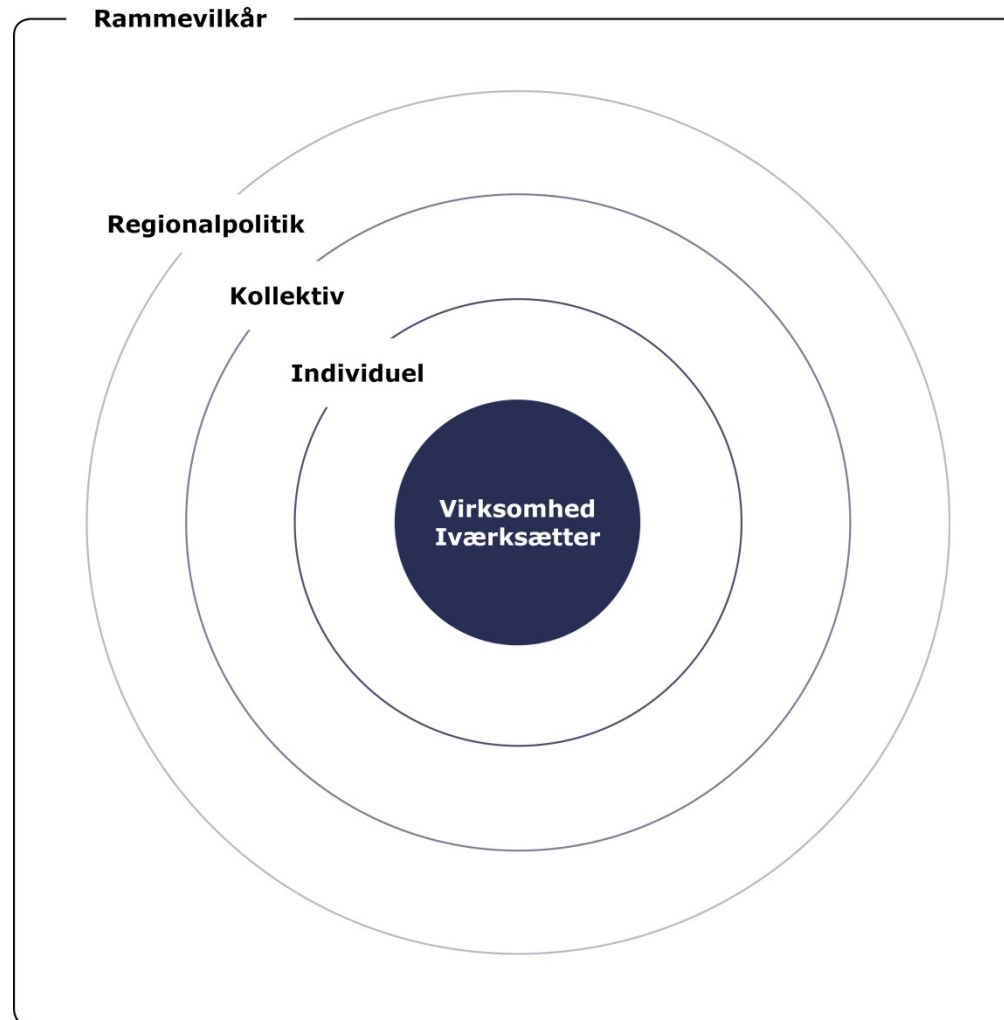 Rammevilkår
Regionalpolitik
Kollektiv
Individuel
Virksomhed
Iværksætter